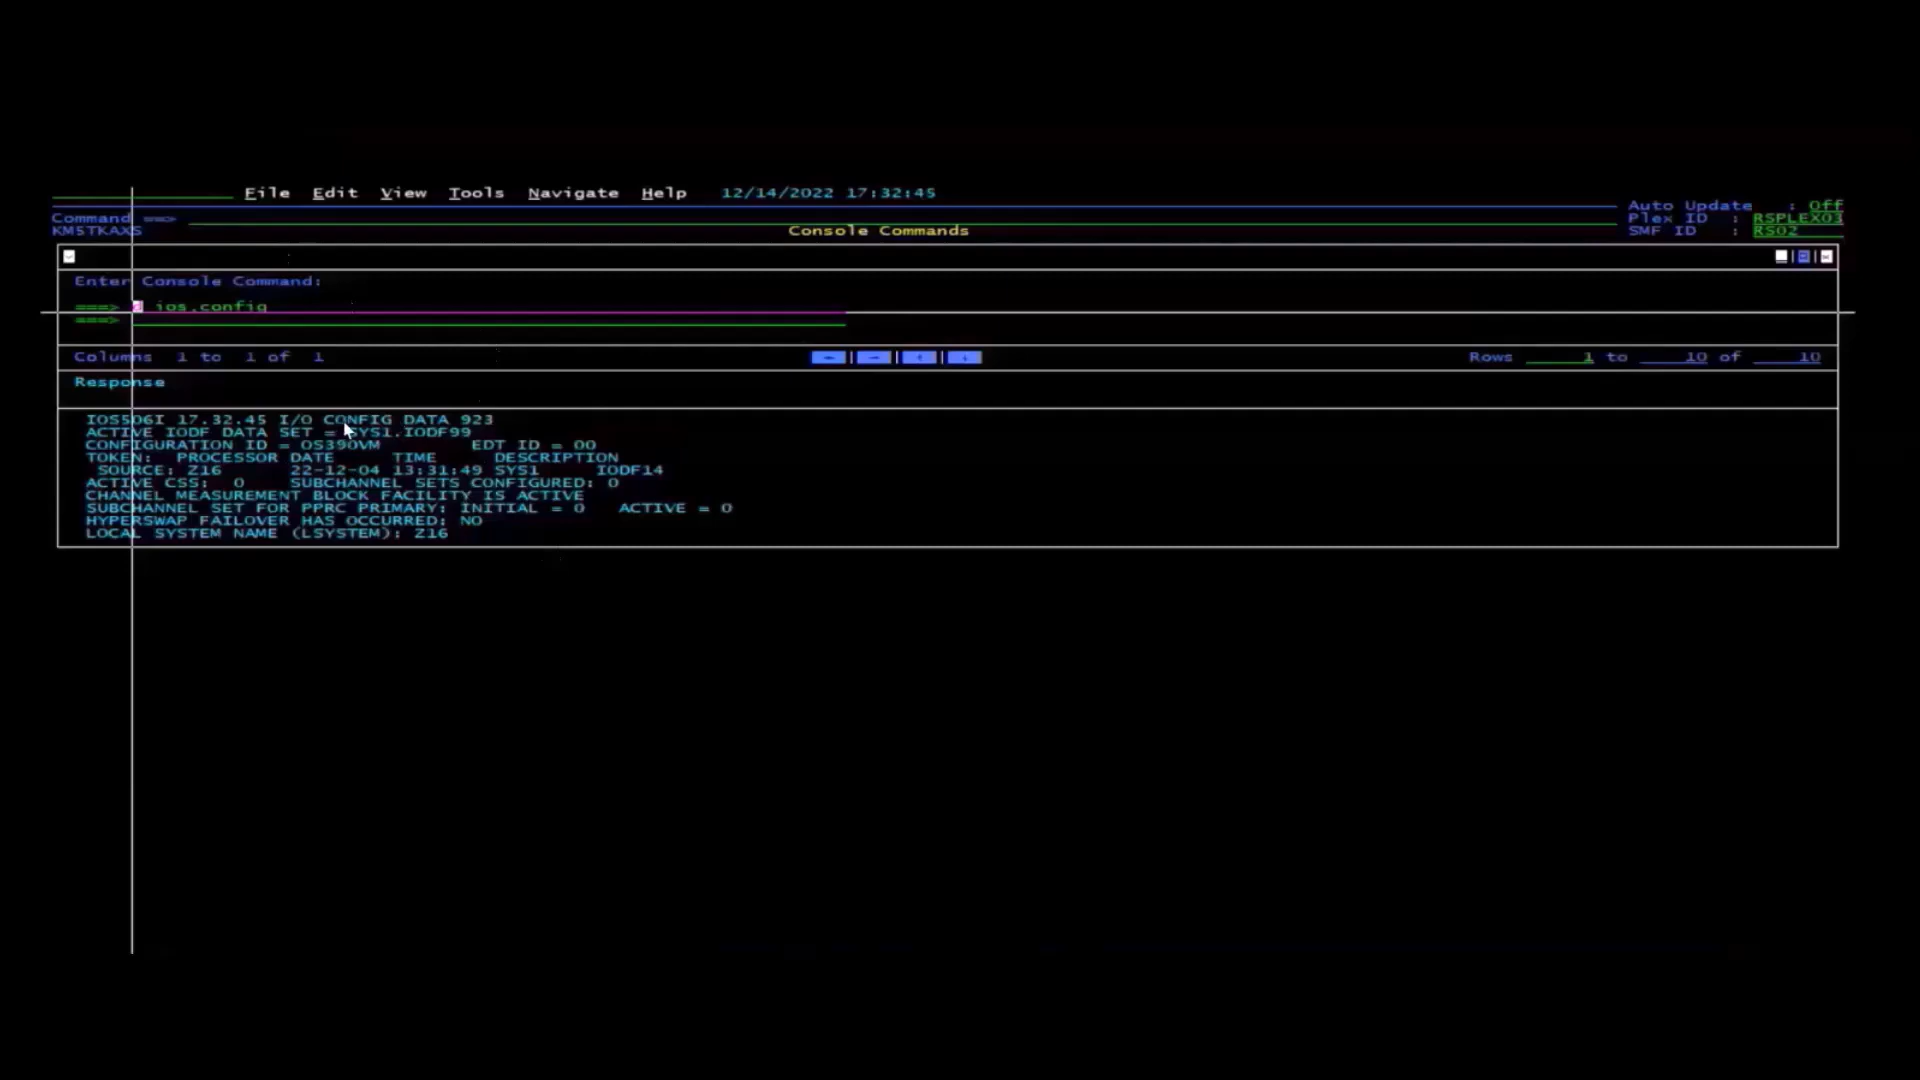 File Edit View Tools Navigate Help 12/14/2022 17:32:45
Auto Update : Off
Command ===>
Plex ID : RSPLEX03
KM5TKAXS Console Commands SMF ID : RS02
Enter Console Command:
===> d ios,config
===>
Columns 1 to 1 of 1 Rows 1 to 10 of 10
Response
IOS506I 17.32.45 I/O CONFIG DATA 923
ACTIVE IODF DATA SET = SYS1.IODF99
CONFIGURATION ID = OS390VM EDT ID = 00
TOKEN: PROCESSOR DATE TIME DESCRIPTION
SOURCE: Z16 22-12-04 13:31:49 SYS1 IODF14
ACTIVE CSS: 0 SUBCHANNEL SETS CONFIGURED: 0
CHANNEL MEASUREMENT BLOCK FACILITY IS ACTIVE
SUBCHANNEL SET FOR PPRC PRIMARY: INITIAL = 0 ACTIVE = 0
HYPERSWAP FAILOVER HAS OCCURRED: NO
LOCAL SYSTEM NAME (LSYSTEM): Z16